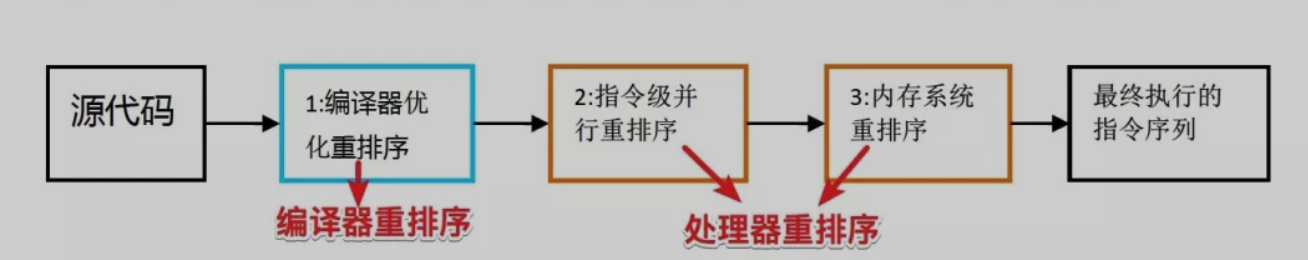 源代码
1:编译器优
化重排序
2:指令级并
行重排序
3:内存系统
重排序
最终执行的
指令序列
编译器重排序
处理器重排序